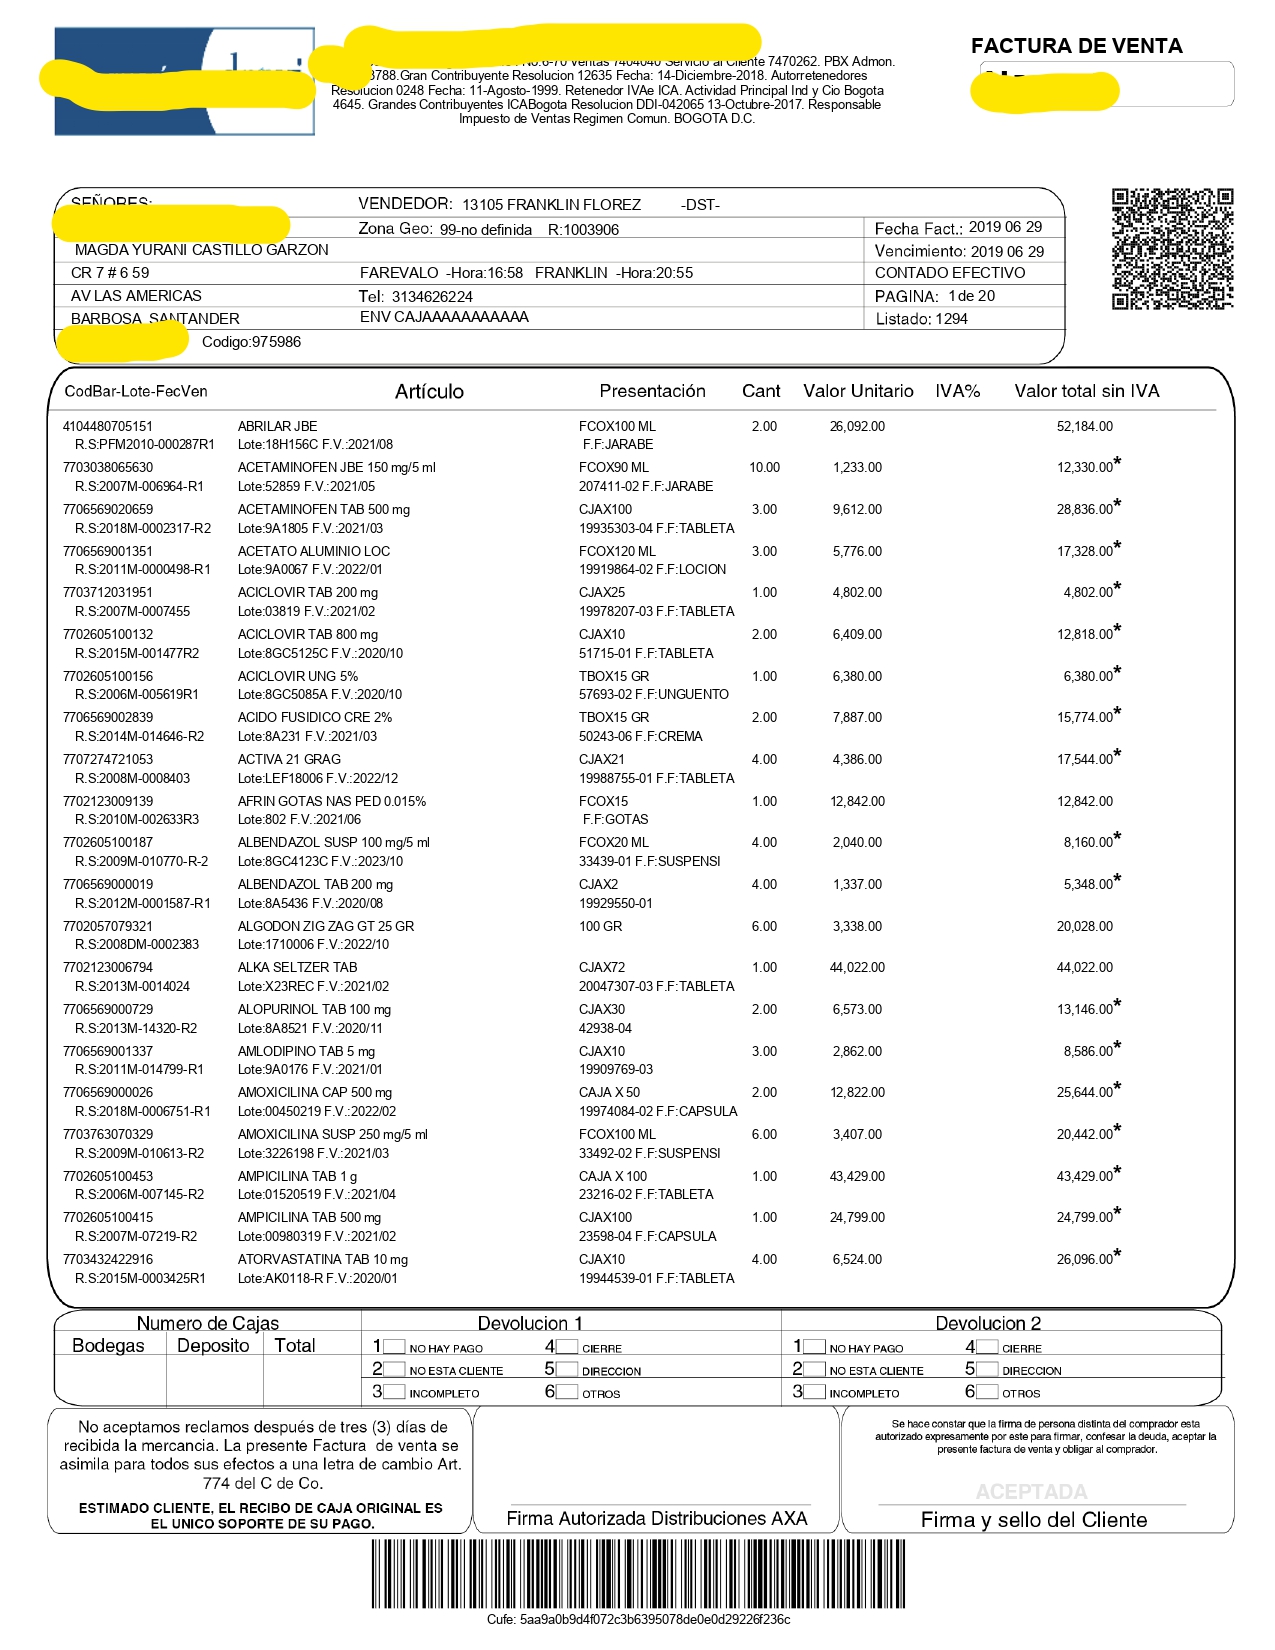 FACTURA DE VENTA
7470262. PBX Admon.
3788.Gran Contribuyente Resolucion 12635 Fecha: 14-Diciembre-2018. Autorretenedores
Resolucion 0248 Fecha: 11-Agosto-1999. Retenedor IVAe ICA. Actividad Principal Ind y Cio Bogota
4645. Grandes Contribuyentes ICABogota Resolucion DDI-042065 13-Octubre-2017. Responsable
Impuesto de Ventas Regimen Comun. BOGOTA D.C.
SEÑORES: VENDEDOR: 13105 FRANKLIN FLOREZ -DST-
Zona Geo: 99-no definida R:1003906 Fecha Fact.: 2019 06 29
MAGDA YURANI CASTILLO GARZON Vencimiento: 2019 06 29
CR 7 # 6 59 FAREVALO -Hora:16:58 FRANKLIN -Hora:20:55 CONTADO EFECTIVO
AV LAS AMERICAS Tel: 3134626224 PAGINA: 1de 20
BARBOSA SANTANDER ENV CAJAAAAAAAAAAA Listado: 1294
Codigo:975986
CodBar-Lote-FecVen Artículo Presentación Cant Valor Unitario IVA% Valor total sin IVA
4104480705151 ABRILAR JBE FCOX100 ML 2.00 26,092.00 52,184.00
R.S:PFM2010-000287R1 Lote:18H156C F.V.:2021/08 F.F:JARABE
7703038065630 ACETAMINOFEN JBE 150 mg/5 ml FCOX90 ML 10.00 1,233.00 12,330.00*
R.S:2007M-006964-R1 Lote:52859 F.V.:2021/05 207411-02 F.F:JARABE
7706569020659 ACETAMINOFEN TAB 500 mg CJAX100 3.00 9,612.00 28,836.00*
R.S:2018M-0002317-R2 Lote:9A1805 F.V.:2021/03 19935303-04 F.F:TABLETA
7706569001351 ACETATO ALUMINIO LOC FCOX120 ML 3.00 5,776.00 17,328.00*
R.S:2011M-0000498-R1 Lote:9A0067 F.V.:2022/01 19919864-02 F.F:LOCION
7703712031951 ACICLOVIR TAB 200 mg CJAX25 1.00 4,802.00 4,802.00*
R.S:2007M-0007455 Lote:03819 F.V.:2021/02 19978207-03 F.F:TABLETA
7702605100132 ACICLOVIR TAB 800 mg CJAX10 2.00 6,409.00 12,818.00*
R.S:2015M-001477R2 Lote:8GC5125C F.V.:2020/10 51715-01 F.F:TABLETA
7702605100156 ACICLOVIR UNG 5% TBOX15 GR 1.00 6,380.00 6,380.00*
R.S:2006M-005619R1 Lote:8GC5085A F.V.:2020/10 57693-02 F.F:UNGUENTO
7706569002839 ACIDO FUSIDICO CRE 2% TBOX15 GR 2.00 7,887.00 15,774.00*
R.S:2014M-014646-R2 Lote:8A231 F.V.:2021/03 50243-06 F.F:CREMA
7707274721053 ACTIVA 21 GRAG CJAX21 4.00 4,386.00 17,544.00*
R.S:2008M-0008403 Lote:LEF18006 F.V.:2022/12 19988755-01 F.F:TABLETA
7702123009139 AFRIN GOTAS NAS PED 0.015% FCOX15 1.00 12,842.00 12,842.00
R.S:2010M-002633R3 Lote:802 F.V.:2021/06 F.F:GOTAS
7702605100187 ALBENDAZOL SUSP 100 mg/5 ml FCOX20 ML 4.00 2,040.00 8,160.00*
R.S:2009M-010770-R-2 Lote:8GC4123C F.V.:2023/10 33439-01 F.F:SUSPENSI
7706569000019 ALBENDAZOL TAB 200 mg CJAX2 4.00 1,337.00 5,348.00*
R.S:2012M-0001587-R1 Lote:8A5436 F.V.:2020/08 19929550-01
7702057079321 ALGODON ZIG ZAG GT 25 GR 100 GR 6.00 3,338.00 20,028.00
R.S:2008DM-0002383 Lote:1710006 F.V.:2022/10
7702123006794 ALKA SELTZER TAB CJAX72 1.00 44,022.00 44,022.00
R.S:2013M-0014024 Lote:X23REC F.V.:2021/02 20047307-03 F.F:TABLETA
7706569000729 ALOPURINOL TAB 100 mg CJAX30 2.00 6,573.00 13,146.00*
R.S:2013M-14320-R2 Lote:8A8521 F.V.:2020/11 42938-04
7706569001337 AMLODIPINO TAB 5 mg CJAX10 3.00 2,862.00 8,586.00*
R.S:2011M-014799-R1 Lote:9A0176 F.V.:2021/01 19909769-03
7706569000026 AMOXICILINA CAP 500 mg CAJA X 50 2.00 12,822.00 25,644.00*
R.S:2018M-0006751-R1 Lote:00450219 F.V.:2022/02 19974084-02 F.F:CAPSULA
7703763070329 AMOXICILINA SUSP 250 mg/5 ml FCOX100 ML 6.00 3,407.00 20,442.00*
R.S:2009M-010613-R2 Lote:3226198 F.V.:2021/03 33492-02 F.F:SUSPENSI
7702605100453 AMPICILINA TAB 1 g CAJA X 100 1.00 43,429.00 43,429.00*
R.S:2006M-007145-R2 Lote:01520519 F.V.:2021/04 23216-02 F.F:TABLETA
7702605100415 AMPICILINA TAB 500 mg CJAX100 1.00 24,799.00 24,799.00*
R.S:2007M-07219-R2 Lote:00980319 F.V.:2021/02 23598-04 F.F:CAPSULA
7703432422916 ATORVASTATINA TAB 10 mg CJAX10 4.00 6,524.00 26,096.00*
R.S:2015M-0003425R1 Lote:AK0118-R F.V.:2020/01 19944539-01 F.F:TABLETA
Numero de Cajas Devolucion 1 Devolucion 2
Bodegas Deposito Total 1 NO HAY PAGO 4 CIERRE 1 NO HAY PAGO 4 CIERRE
2 NO ESTA CLIENTE 5 DIRECCION 2 NO ESTA CLIENTE 5 DIRECCION
3 INCOMPLETO 6 OTROS 3 INCOMPLETO 6 OTROS
No aceptamos reclamos después de tres (3) días de
recibida la mercancia. La presente Factura de venta se
asimila para todos sus efectos a una letra de cambio Art.
774 del C de Co.
ESTIMADO CLIENTE, EL RECIBO DE CAJA ORIGINAL ES
EL UNICO SOPORTE DE SU PAGO.
Firma Autorizada Distribuciones AXA
Se hace constar que la firma de persona distinta del comprador esta
autorizado expresamente por este para firmar, confesar la deuda, aceptar la
presente factura de venta y obligar al comprador.
ACEPTADA
Firma y sello del Cliente
Cufe: 5aa9a0b9d4f072c3b6395078de0e0d29226f236c